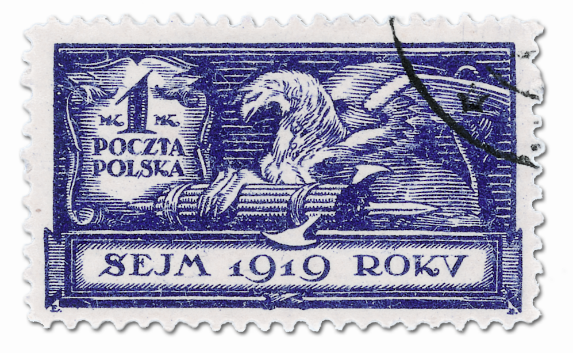 1
MK. MK.
POCZTA
POLSKA
SEJM 1919 ROKV